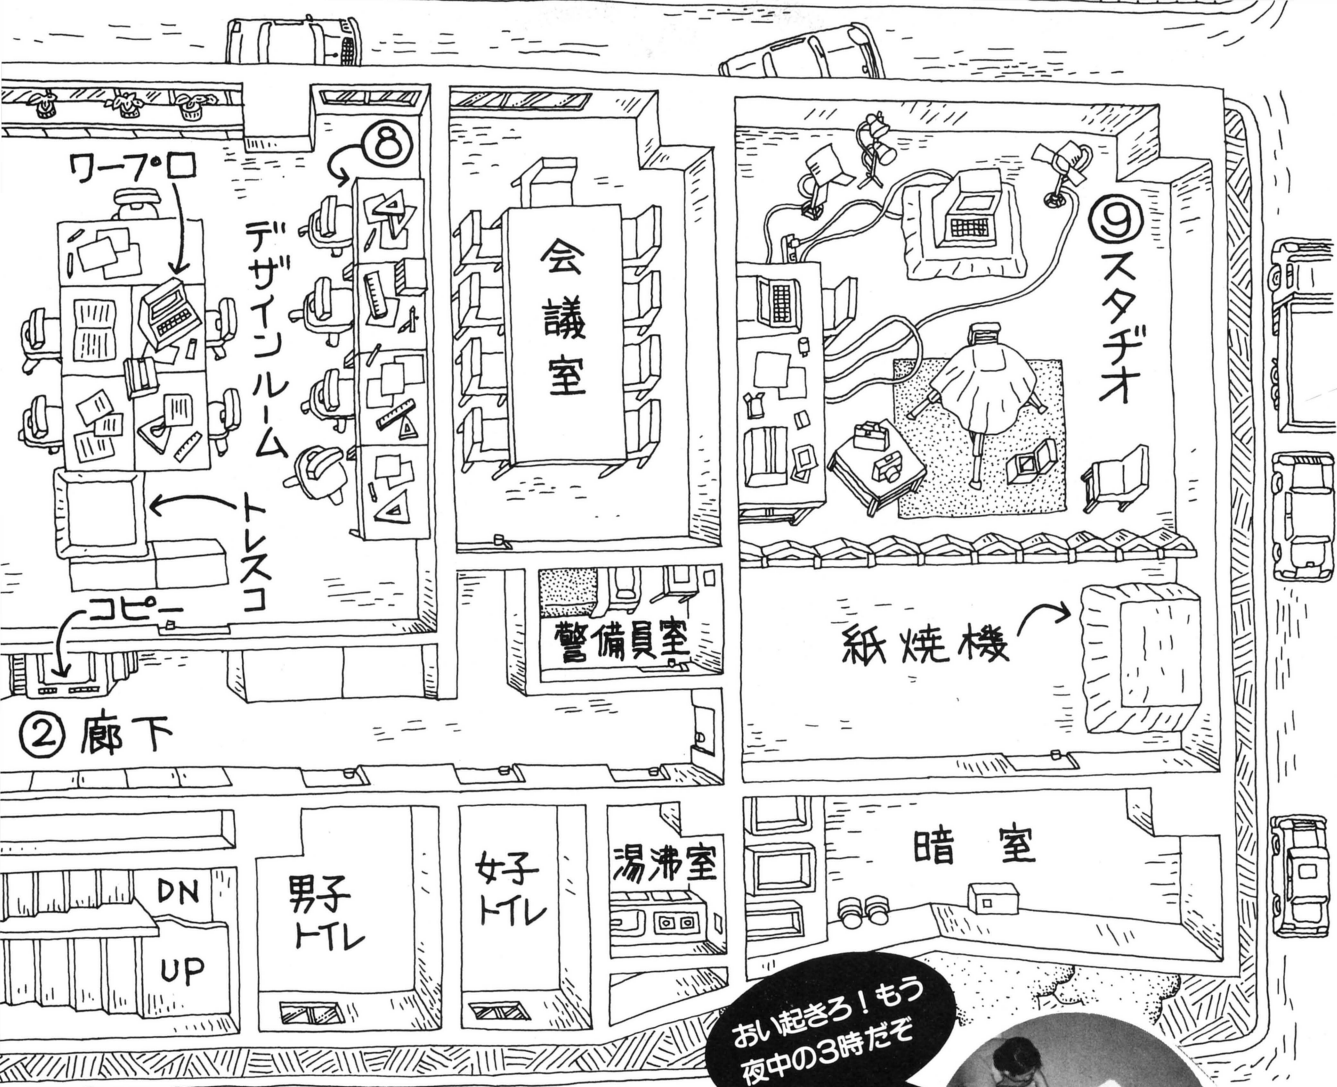 ワープロ
⑧
デザインルーム
トレスコ
コピー
②廊下
会議室
警備員室
⑨スタヂオ
紙焼機
DN
UP
男子
トイレ
女子
トイレ
湯沸室
暗室
おい起きろ！もう
夜中の3時だぞ